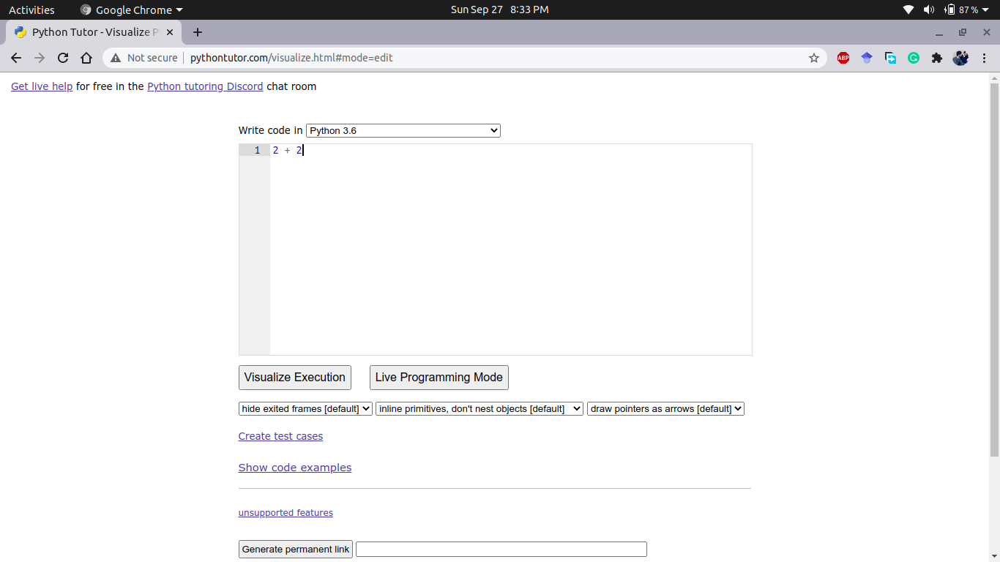 Activities Google Chrome Sun Sep 27 8:33 PM 87 %
Python Tutor - Visualize P
Not secure pythontutor.com/visualize.html#mode=edit ABP
Get live help for free in the Python tutoring Discord chat room
Write code in Python 3.6
1 2 + 2
Visualize Execution Live Programming Mode
hide exited frames [default] inline primitives, don't nest objects [default] draw pointers as arrows [default]
Create test cases
Show code examples
unsupported features
Generate permanent link